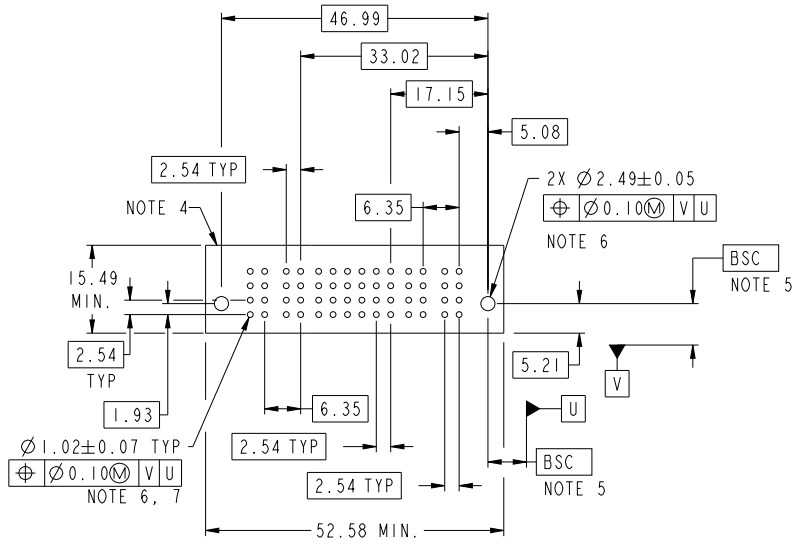 46.99
33.02
17.15
5.08
2.54 TYP
2X Ø2.49±0.05
⌖ Ø0.10Ⓜ V U
NOTE 6
NOTE 4
6.35
BSC
NOTE 5
15.49
MIN.
2.54
TYP
5.21
V
1.93
6.35
U
Ø1.02±0.07 TYP
⌖ Ø0.10Ⓜ V U
NOTE 6, 7
2.54 TYP
BSC
NOTE 5
2.54 TYP
52.58 MIN.